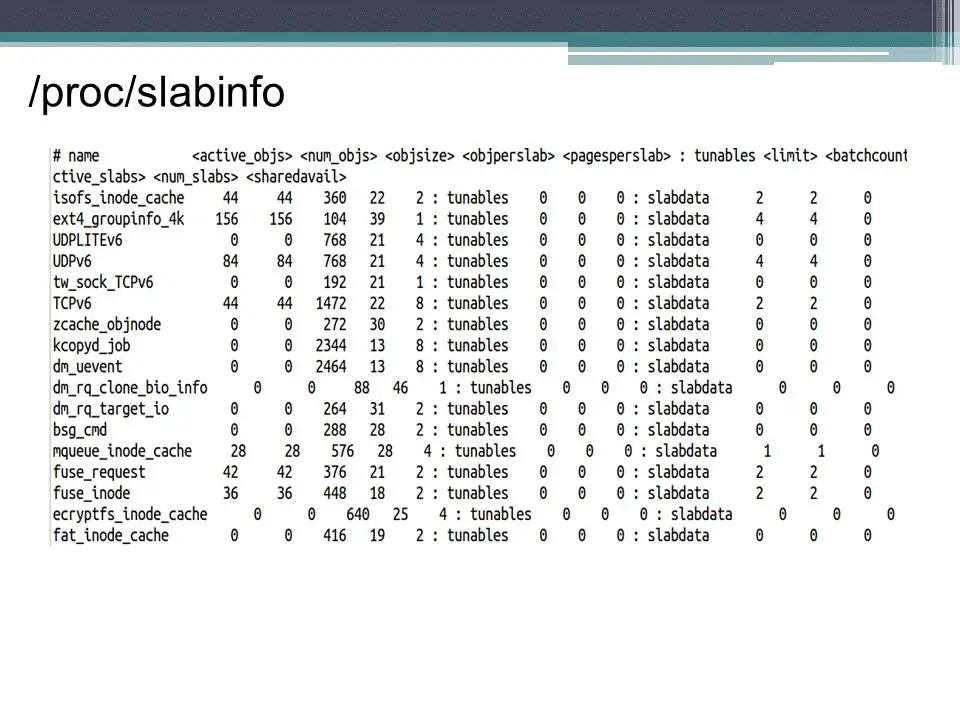 /proc/slabinfo
# name <active_objs> <num_objs> <objsize> <objperslab> <pagesperslab> : tunables <limit> <batchcount
ctive_slabs> <num_slabs> <sharedavail>
isofs_inode_cache 44 44 360 22 2 : tunables 0 0 0 : slabdata 2 2 0
ext4_groupinfo_4k 156 156 104 39 1 : tunables 0 0 0 : slabdata 4 4 0
UDPLITEv6 0 0 768 21 4 : tunables 0 0 0 : slabdata 0 0 0
UDPv6 84 84 768 21 4 : tunables 0 0 0 : slabdata 4 4 0
tw_sock_TCPv6 0 0 192 21 1 : tunables 0 0 0 : slabdata 0 0 0
TCPv6 44 44 1472 22 8 : tunables 0 0 0 : slabdata 2 2 0
zcache_objnode 0 0 272 30 2 : tunables 0 0 0 : slabdata 0 0 0
kcopyd_job 0 0 2344 13 8 : tunables 0 0 0 : slabdata 0 0 0
dm_uevent 0 0 2464 13 8 : tunables 0 0 0 : slabdata 0 0 0
dm_rq_clone_bio_info 0 0 88 46 1 : tunables 0 0 0 : slabdata 0 0 0
dm_rq_target_io 0 0 264 31 2 : tunables 0 0 0 : slabdata 0 0 0
bsg_cmd 0 0 288 28 2 : tunables 0 0 0 : slabdata 0 0 0
mqueue_inode_cache 28 28 576 28 4 : tunables 0 0 0 : slabdata 1 1 0
fuse_request 42 42 376 21 2 : tunables 0 0 0 : slabdata 2 2 0
fuse_inode 36 36 448 18 2 : tunables 0 0 0 : slabdata 2 2 0
ecryptfs_inode_cache 0 0 640 25 4 : tunables 0 0 0 : slabdata 0 0 0
fat_inode_cache 0 0 416 19 2 : tunables 0 0 0 : slabdata 0 0 0